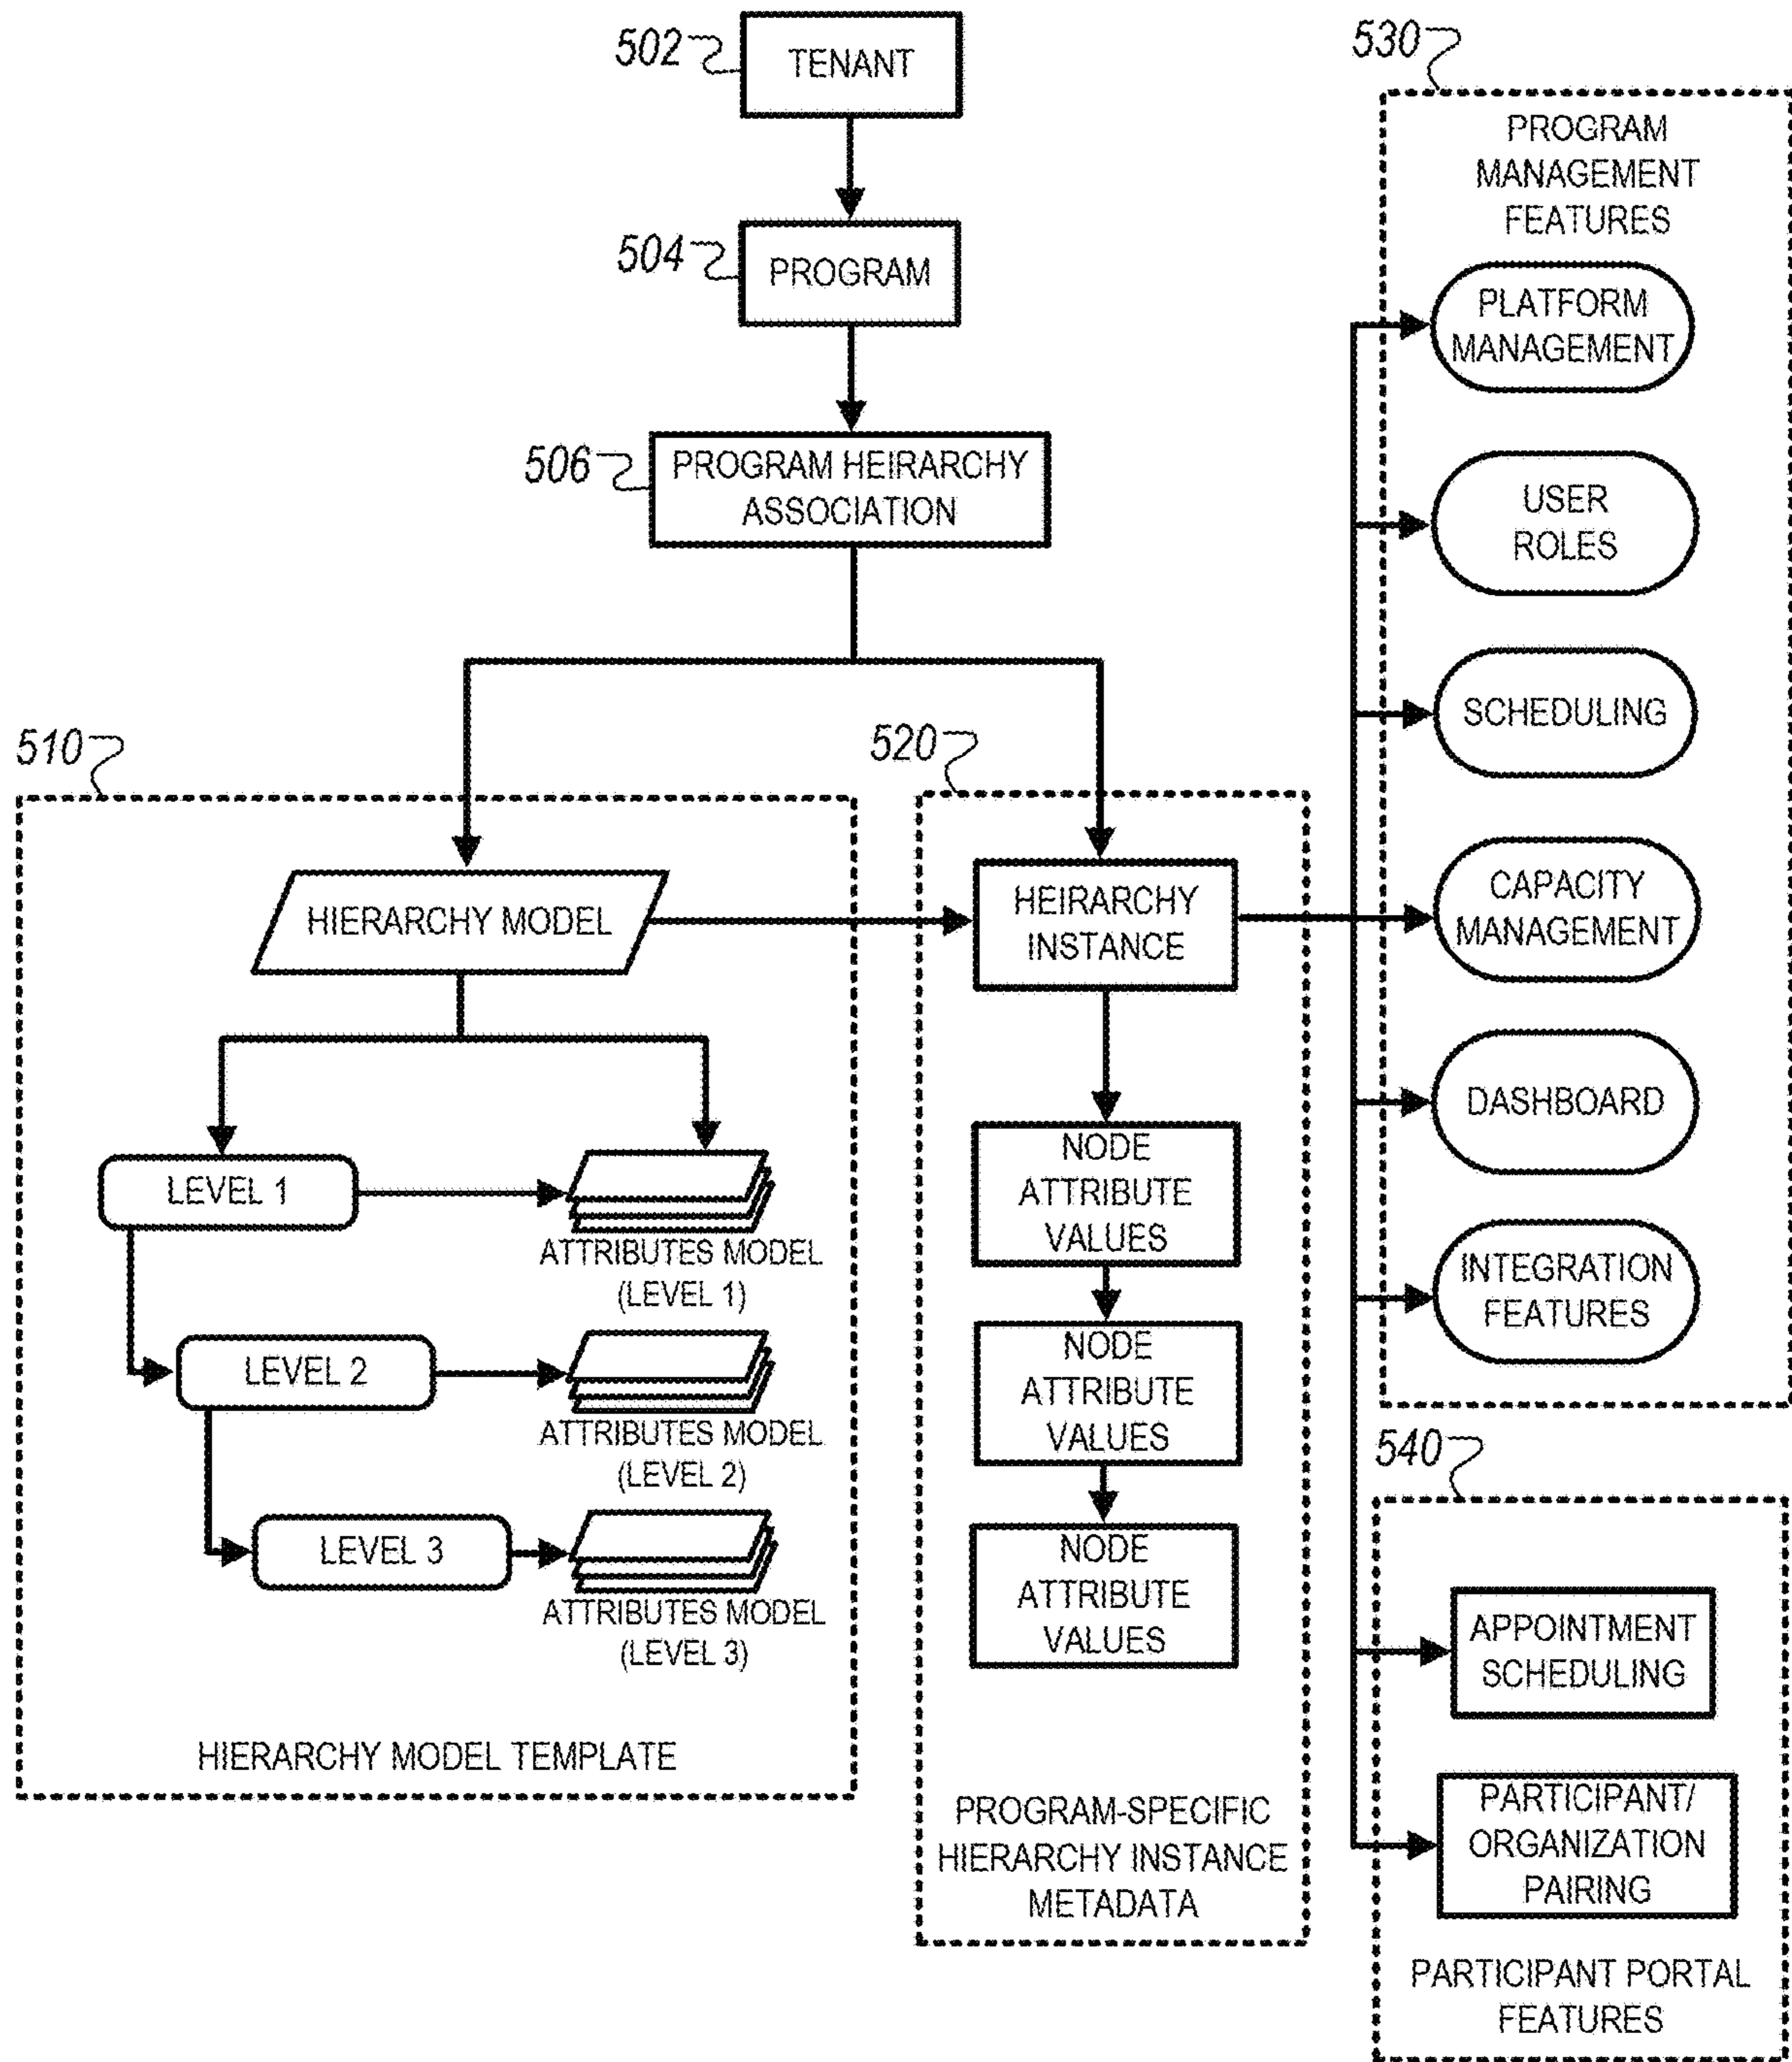 502
TENANT
504
PROGRAM
506
PROGRAM HEIRARCHY
ASSOCIATION
510
HIERARCHY MODEL
LEVEL 1
ATTRIBUTES MODEL
(LEVEL 1)
LEVEL 2
ATTRIBUTES MODEL
(LEVEL 2)
LEVEL 3
ATTRIBUTES MODEL
(LEVEL 3)
HIERARCHY MODEL TEMPLATE
520
HEIRARCHY
INSTANCE
NODE
ATTRIBUTE
VALUES
NODE
ATTRIBUTE
VALUES
NODE
ATTRIBUTE
VALUES
PROGRAM-SPECIFIC
HIERARCHY INSTANCE
METADATA
530
PROGRAM
MANAGEMENT
FEATURES
PLATFORM
MANAGEMENT
USER
ROLES
SCHEDULING
CAPACITY
MANAGEMENT
DASHBOARD
INTEGRATION
FEATURES
540
APPOINTMENT
SCHEDULING
PARTICIPANT/
ORGANIZATION
PAIRING
PARTICIPANT PORTAL
FEATURES